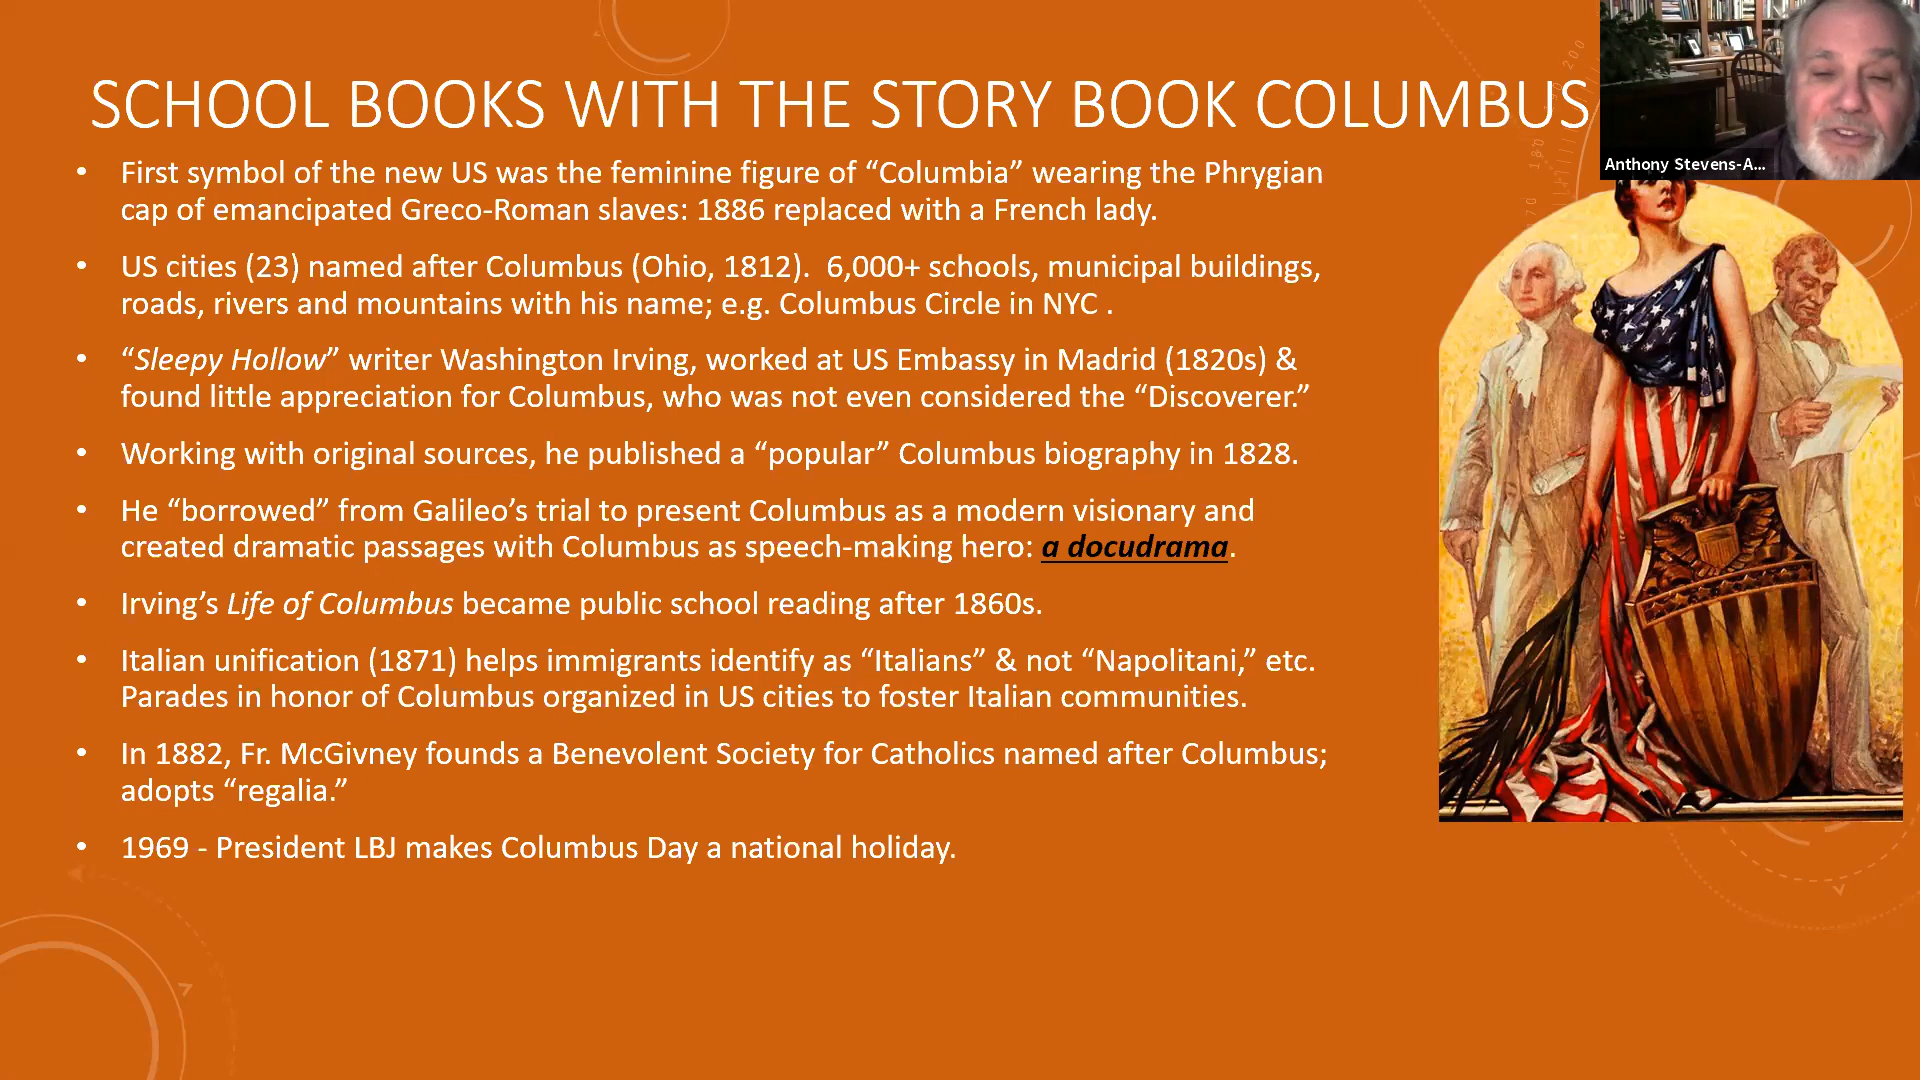 SCHOOL BOOKS WITH THE STORY BOOK COLUMBUS
Anthony Stevens-A...
• First symbol of the new US was the feminine figure of “Columbia” wearing the Phrygian
cap of emancipated Greco-Roman slaves: 1886 replaced with a French lady.
• US cities (23) named after Columbus (Ohio, 1812).  6,000+ schools, municipal buildings,
roads, rivers and mountains with his name; e.g. Columbus Circle in NYC .
• “Sleepy Hollow” writer Washington Irving, worked at US Embassy in Madrid (1820s) &
found little appreciation for Columbus, who was not even considered the “Discoverer.”
• Working with original sources, he published a “popular” Columbus biography in 1828.
• He “borrowed” from Galileo’s trial to present Columbus as a modern visionary and
created dramatic passages with Columbus as speech-making hero: a docudrama.
• Irving’s Life of Columbus became public school reading after 1860s.
• Italian unification (1871) helps immigrants identify as “Italians” & not “Napolitani,” etc.
Parades in honor of Columbus organized in US cities to foster Italian communities.
• In 1882, Fr. McGivney founds a Benevolent Society for Catholics named after Columbus;
adopts “regalia.”
• 1969 - President LBJ makes Columbus Day a national holiday.